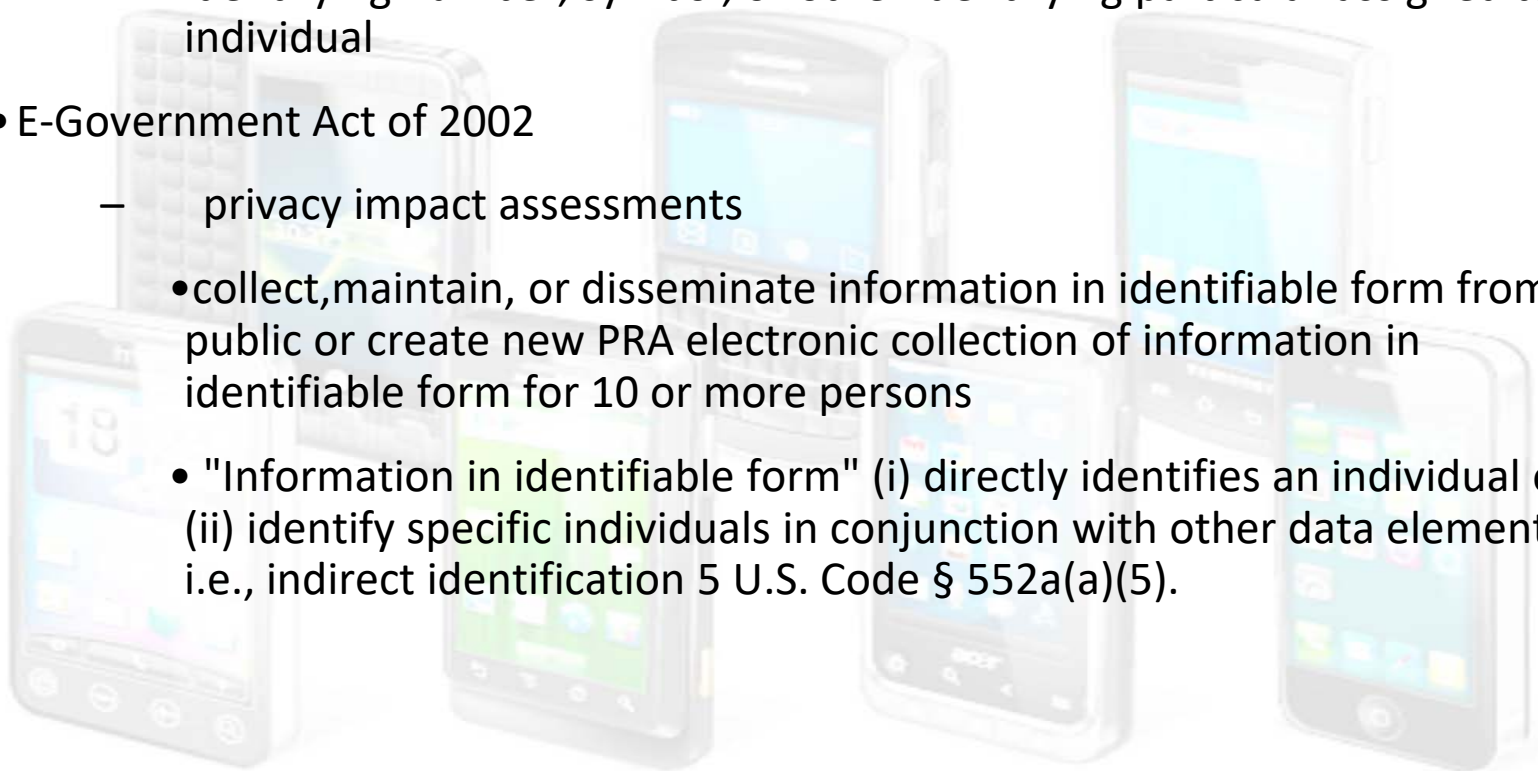 individual
• E-Government Act of 2002
– privacy impact assessments
•collect,maintain, or disseminate information in identifiable form from
public or create new PRA electronic collection of information in
identifiable form for 10 or more persons
• "Information in identifiable form" (i) directly identifies an individual
(ii) identify specific individuals in conjunction with other data element
i.e., indirect identification 5 U.S. Code § 552a(a)(5).